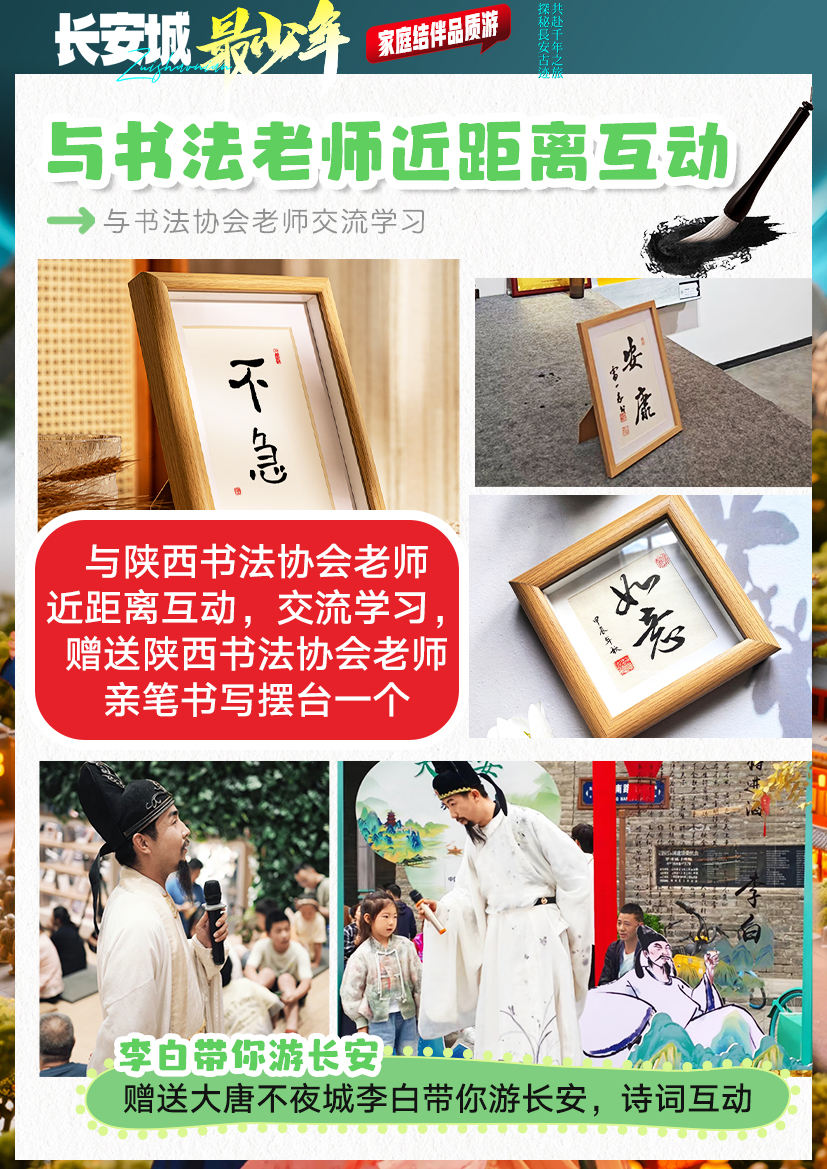 长安城
最少年
Zuishaonian
家庭结伴品质游
共赴千年之旅
探秘長安古迹
与书法老师近距离互动
与书法协会老师交流学习
不急
安康
如意
甲辰年秋
与陕西书法协会老师
近距离互动，交流学习，
赠送陕西书法协会老师
亲笔书写摆台一个
李白
李白带你游长安
赠送大唐不夜城李白带你游长安，诗词互动